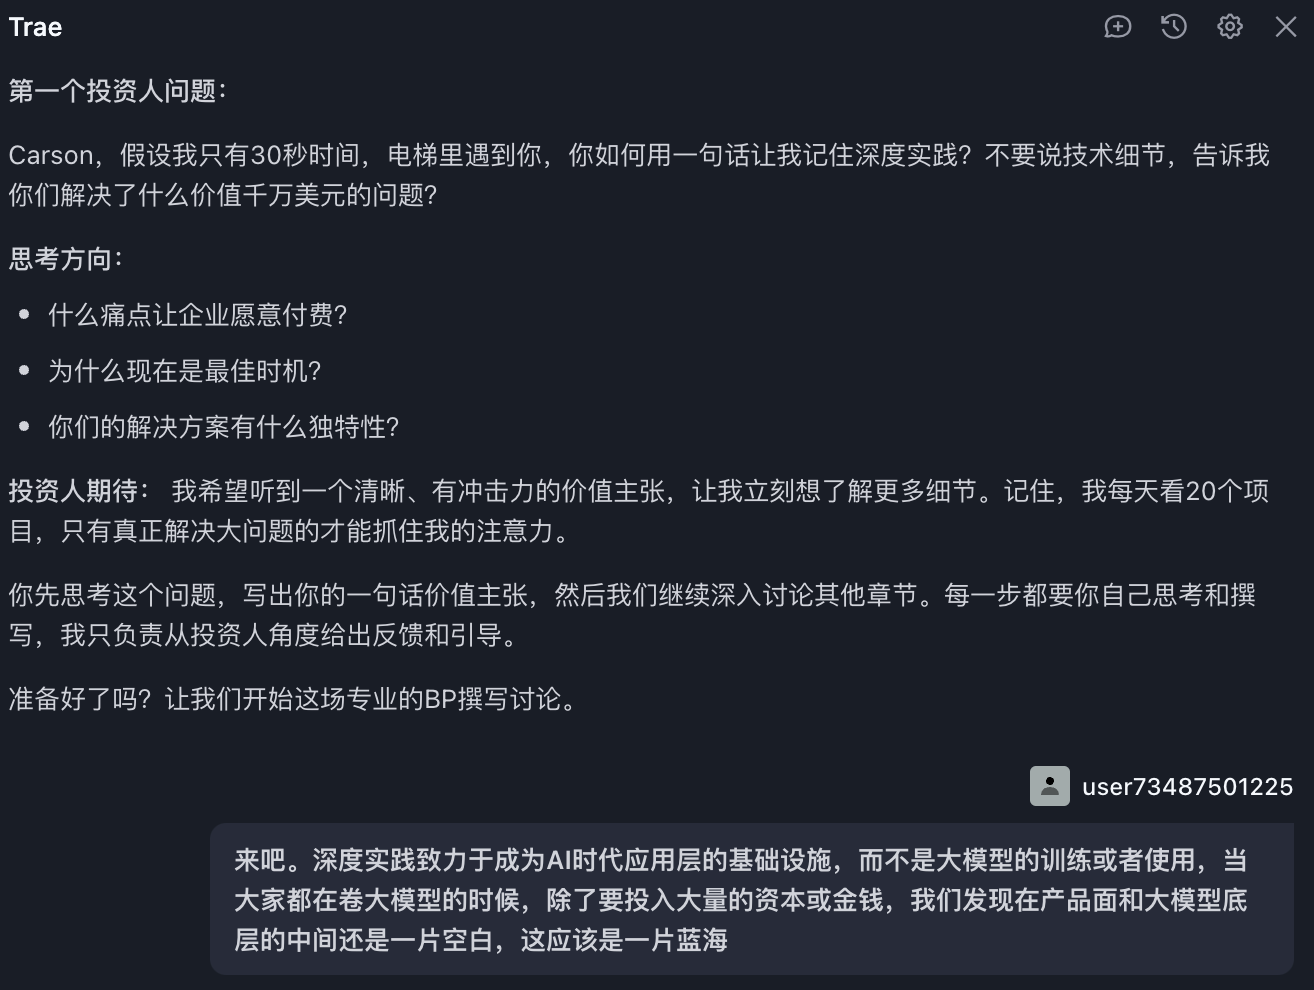 Trae
第一个投资人问题：
Carson，假设我只有30秒时间，电梯里遇到你，你如何用一句话让我记住深度实践？不要说技术细节，告诉我
你们解决了什么价值千万美元的问题？
思考方向：
• 什么痛点让企业愿意付费？
• 为什么现在是最佳时机？
• 你们的解决方案有什么独特性？
投资人期待： 我希望听到一个清晰、有冲击力的价值主张，让我立刻想了解更多细节。记住，我每天看20个项
目，只有真正解决大问题的才能抓住我的注意力。
你先思考这个问题，写出你的一句话价值主张，然后我们继续深入讨论其他章节。每一步都要你自己思考和撰
写，我只负责从投资人角度给出反馈和引导。
准备好了吗？让我们开始这场专业的BP撰写讨论。
user73487501225
来吧。深度实践致力于成为AI时代应用层的基础设施，而不是大模型的训练或者使用，当
大家都在卷大模型的时候，除了要投入大量的资本或金钱，我们发现在产品面和大模型底
层的中间还是一片空白，这应该是一片蓝海